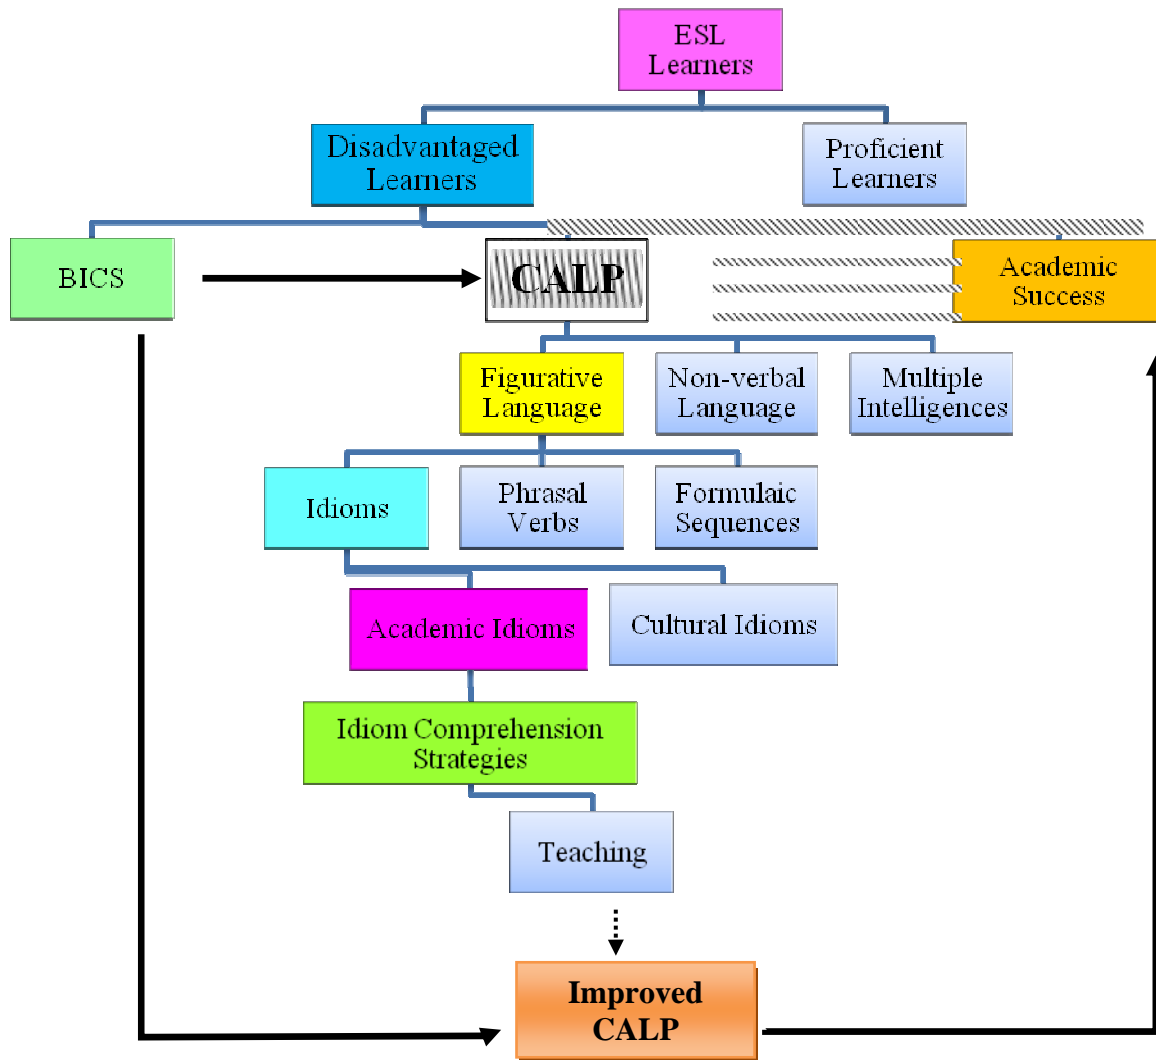 ESL
Learners
Disadvantaged
Learners
Proficient
Learners
BICS
CALP
Academic
Success
Figurative
Language
Non-verbal
Language
Multiple
Intelligences
Idioms
Phrasal
Verbs
Formulaic
Sequences
Academic Idioms
Cultural Idioms
Idiom Comprehension
Strategies
Teaching
Improved
CALP